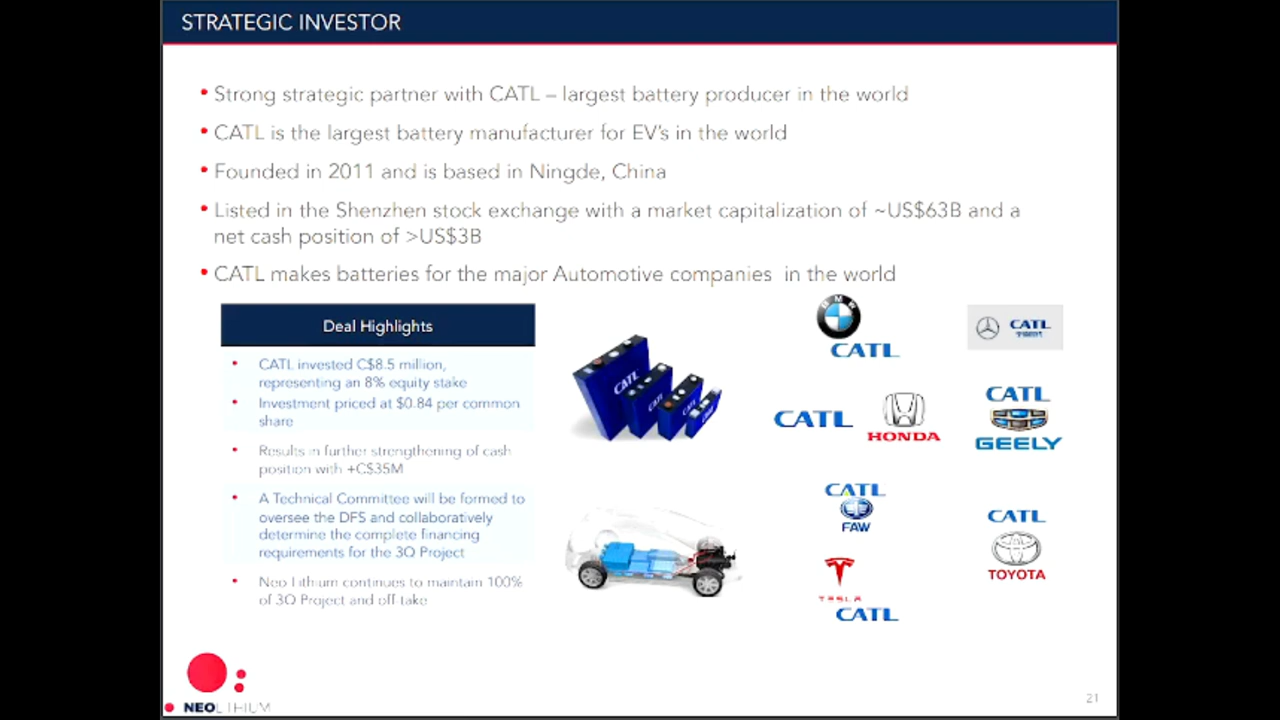 STRATEGIC INVESTOR
• Strong strategic partner with CATL – largest battery producer in the world
• CATL is the largest battery manufacturer for EV's in the world
• Founded in 2011 and is based in Ningde, China
• Listed in the Shenzhen stock exchange with a market capitalization of ~US$63B and a
net cash position of >US$3B
• CATL makes batteries for the major Automotive companies in the world
Deal Highlights
• CATL invested C$8.5 million,
representing an 8% equity stake
• Investment priced at $0.84 per common
share
• Results in further strengthening of cash
position with +C$35M
• A Technical Committee will be formed to
oversee the DFS and collaboratively
determine the complete financing
requirements for the 3Q Project
• Neo Lithium continues to maintain 100%
of 3Q Project and off-take
CATL
CATL
CATL
CATL
BMW
CATL
CATL
CATL
HONDA
CATL
GEELY
CATL
FAW
CATL
TOYOTA
TESLA
CATL
NEOLITHIUM
21